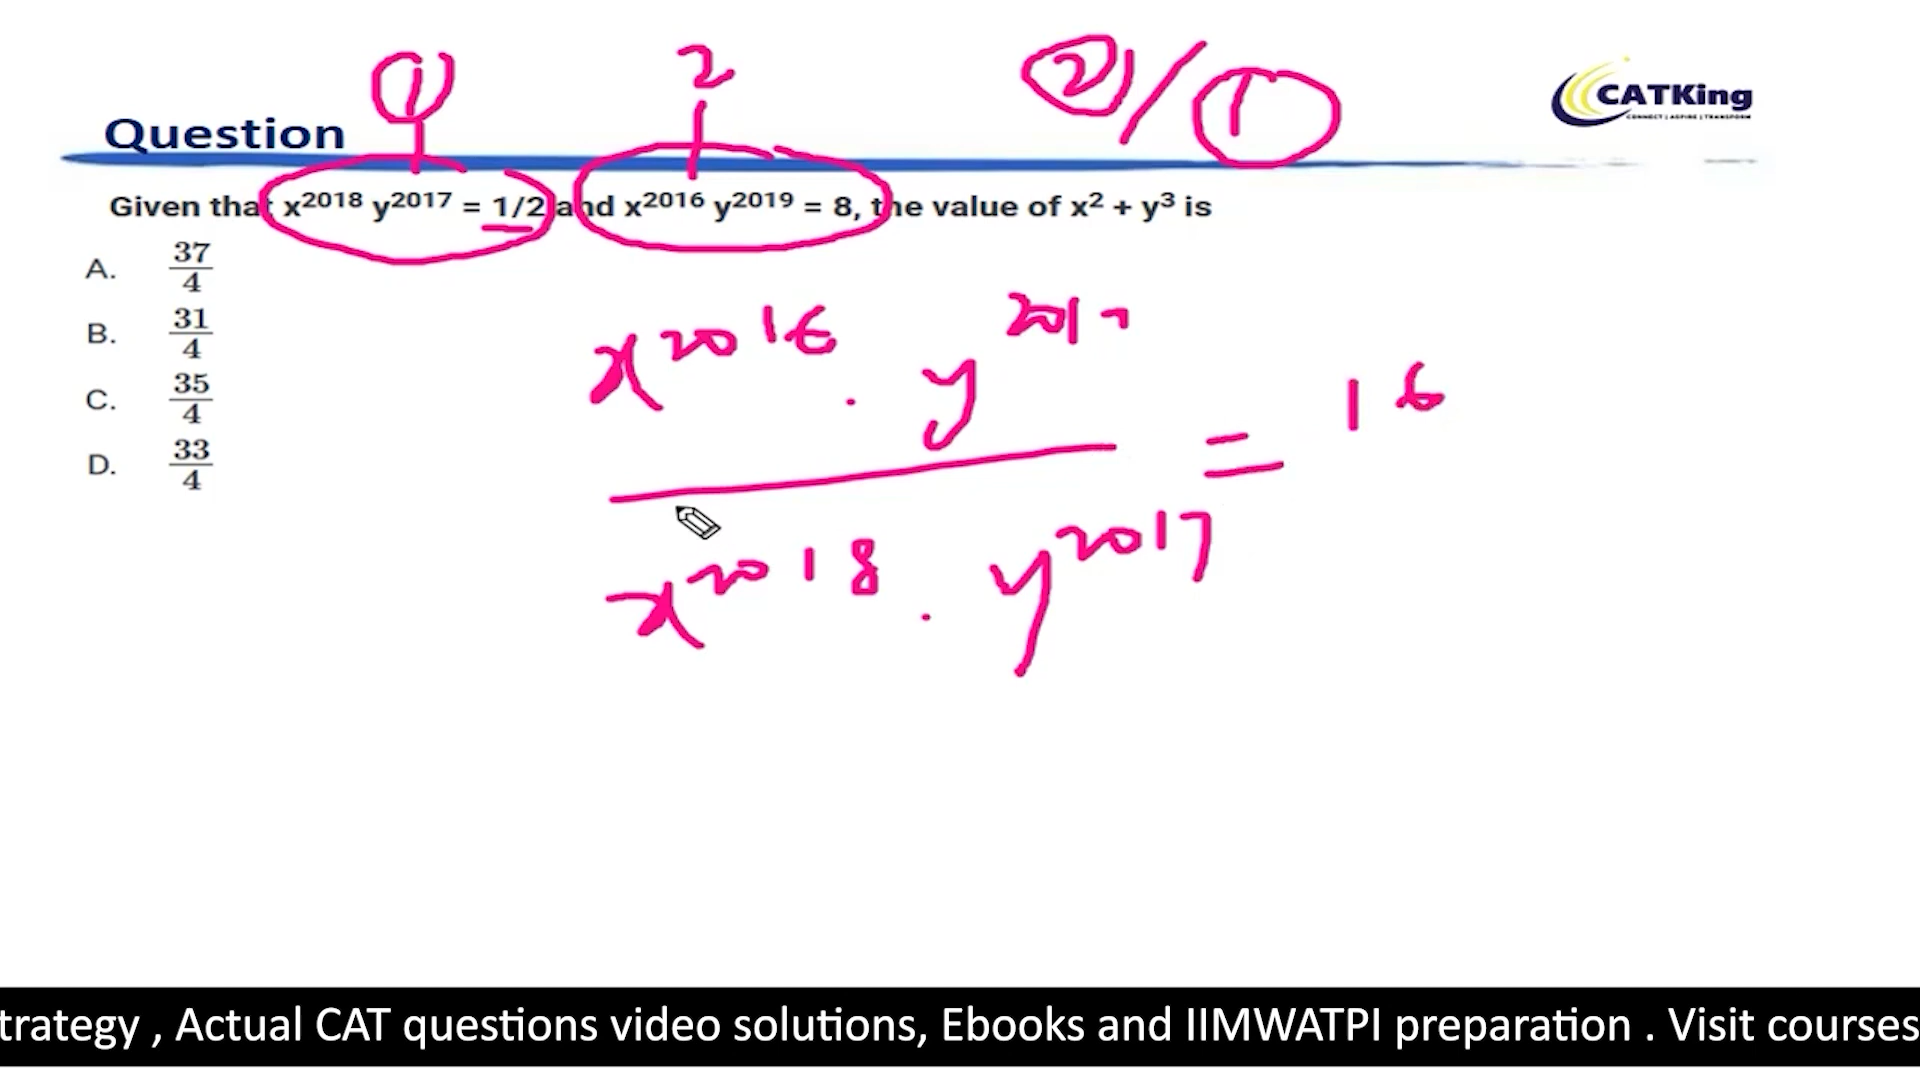 ① 2 ②/①
CATKing
CONNECT | ASPIRE | TRANSFORM
Question
Given that x²⁰¹⁸ y²⁰¹⁷ = 1/2 and x²⁰¹⁶ y²⁰¹⁹ = 8, the value of x² + y³ is
A. 37/4
B. 31/4
C. 35/4
D. 33/4
x²⁰¹⁶ . y²⁰¹⁹
= 16
x²⁰¹⁸ . y²⁰¹⁷
trategy , Actual CAT questions video solutions, Ebooks and IIMWATPI preparation . Visit courses